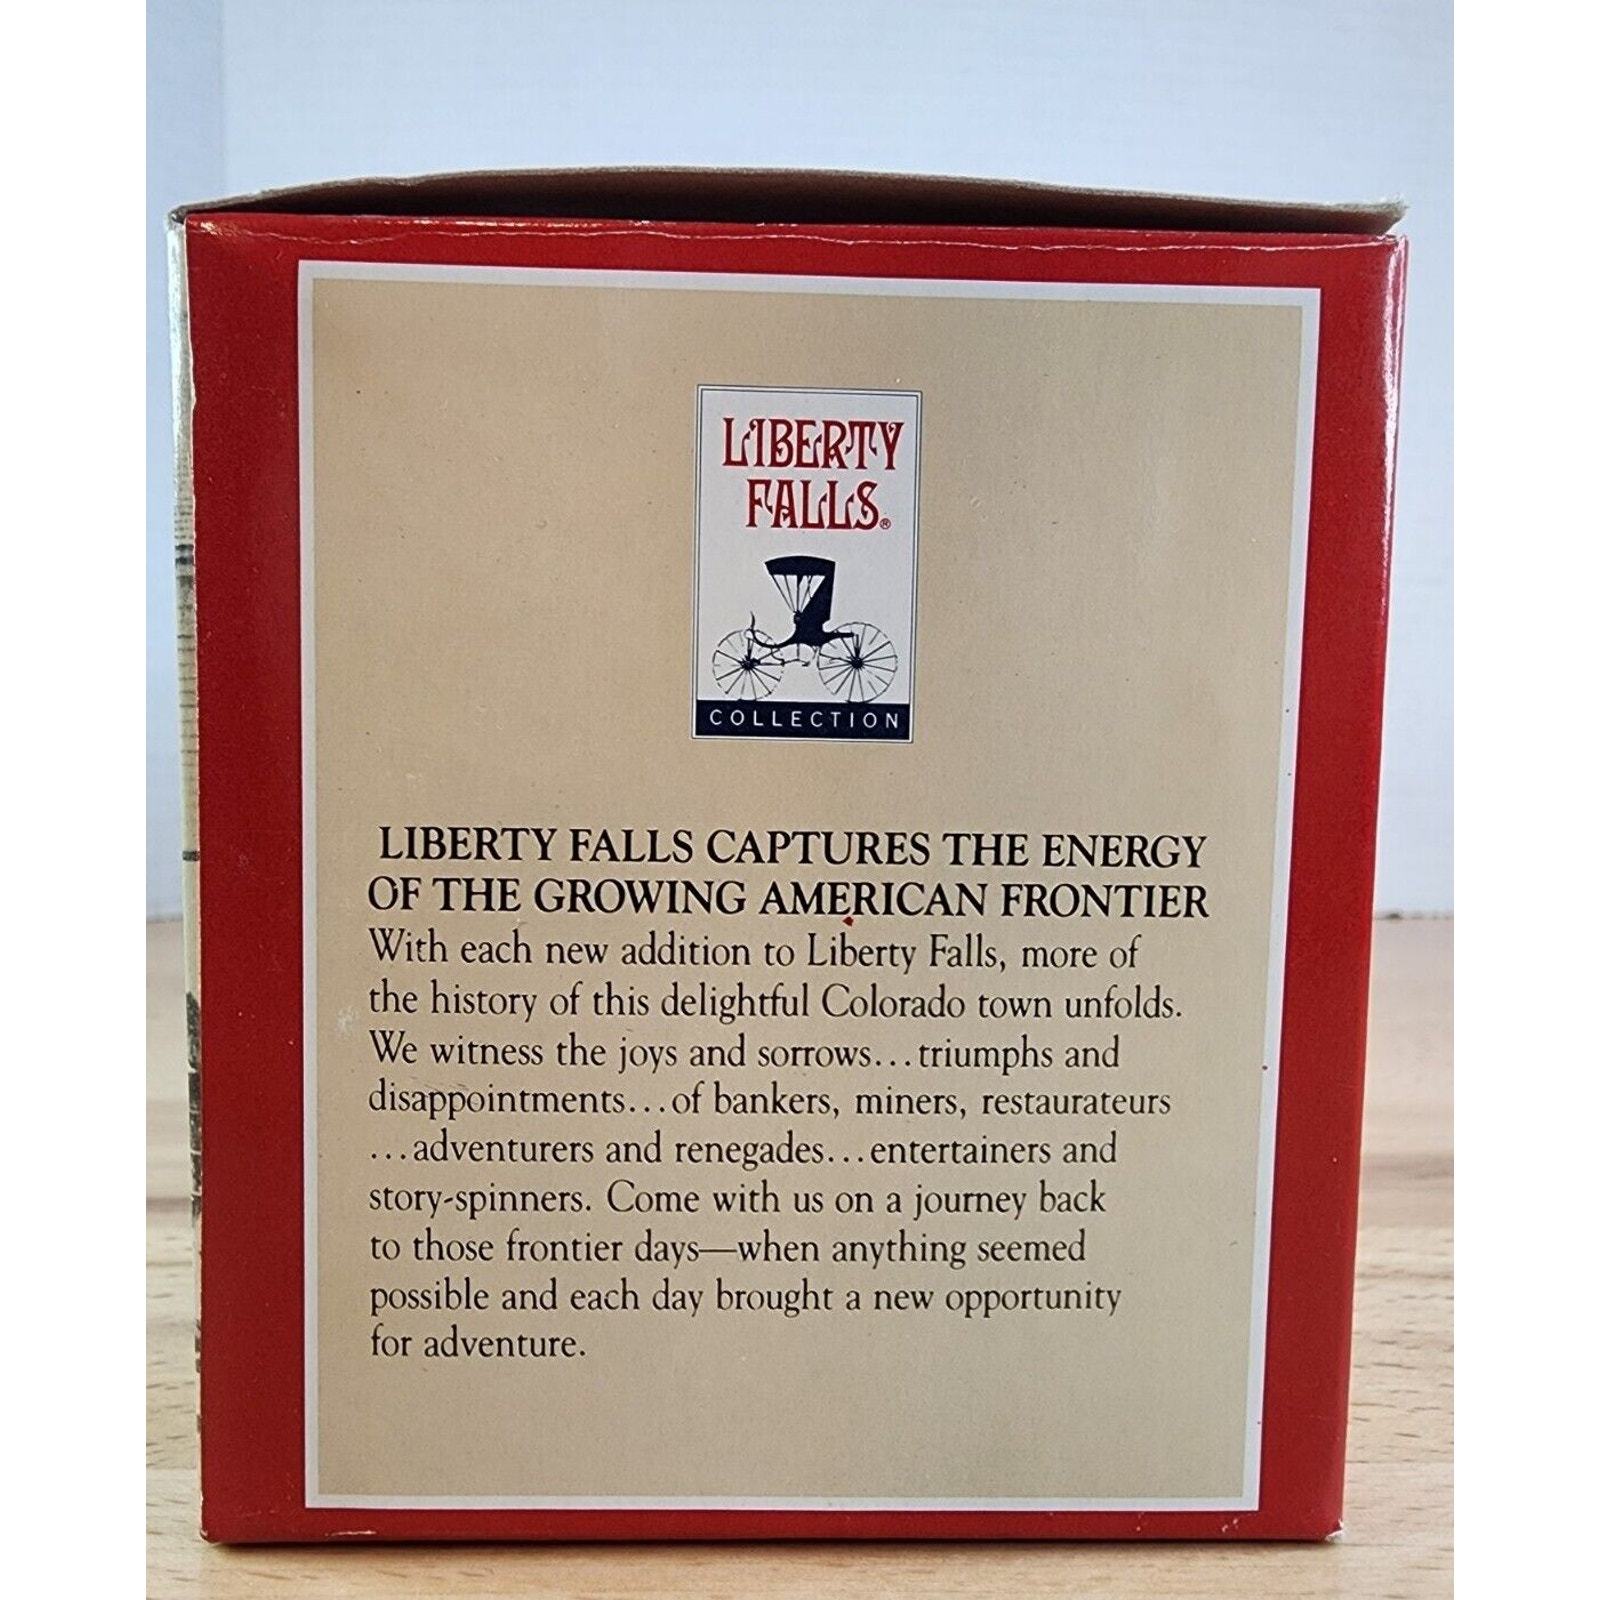 LIBERTY
FALLS®
COLLECTION
LIBERTY FALLS CAPTURES THE ENERGY
OF THE GROWING AMERICAN FRONTIER
With each new addition to Liberty Falls, more of
the history of this delightful Colorado town unfolds.
We witness the joys and sorrows...triumphs and
disappointments...of bankers, miners, restaurateurs
...adventurers and renegades...entertainers and
story-spinners. Come with us on a journey back
to those frontier days—when anything seemed
possible and each day brought a new opportunity
for adventure.